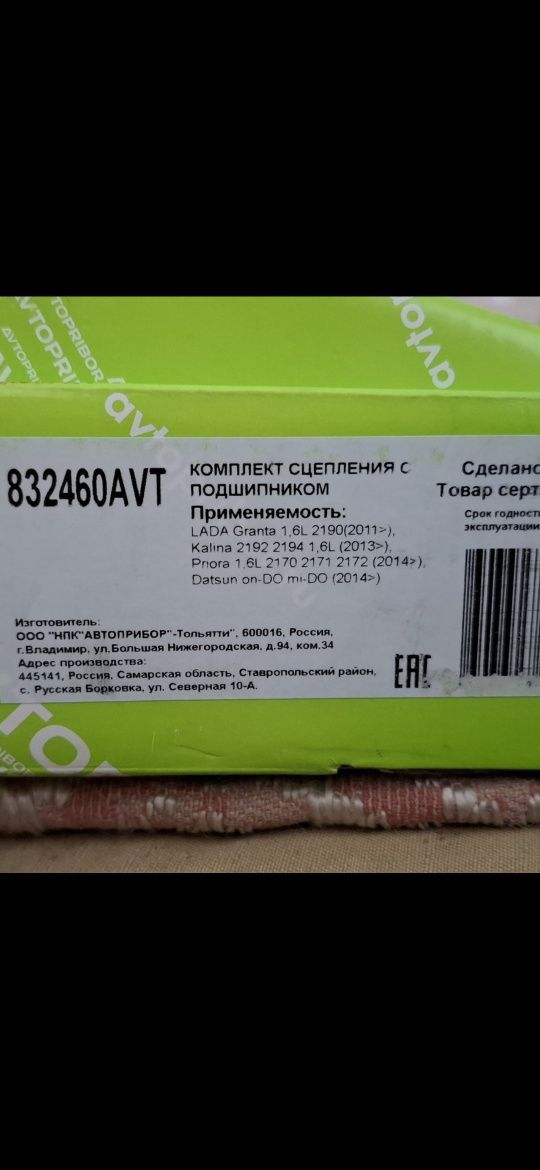 TOPRIBOR
AVTOPRI
avto
832460AVT
КОМПЛЕКТ СЦЕПЛЕНИЯ С
ПОДШИПНИКОМ
Применяемость:
LADA Granta 1,6L 2190(2011>),
Kalina 2192 2194 1,6L (2013>),
Priora 1,6L 2170 2171 2172 (2014>),
Datsun on-DO mi-DO (2014>)
Сделано
Товар серт
Срок годност
эксплуатации
Изготовитель:
ООО "НПК"АВТОПРИБОР"-Тольятти", 600016, Россия,
г.Владимир, ул.Большая Нижегородская, д.94, ком.34
Адрес производства:
445141, Россия, Самарская область, Ставропольский район,
с. Русская Борковка, ул. Северная 10-А.
EAC